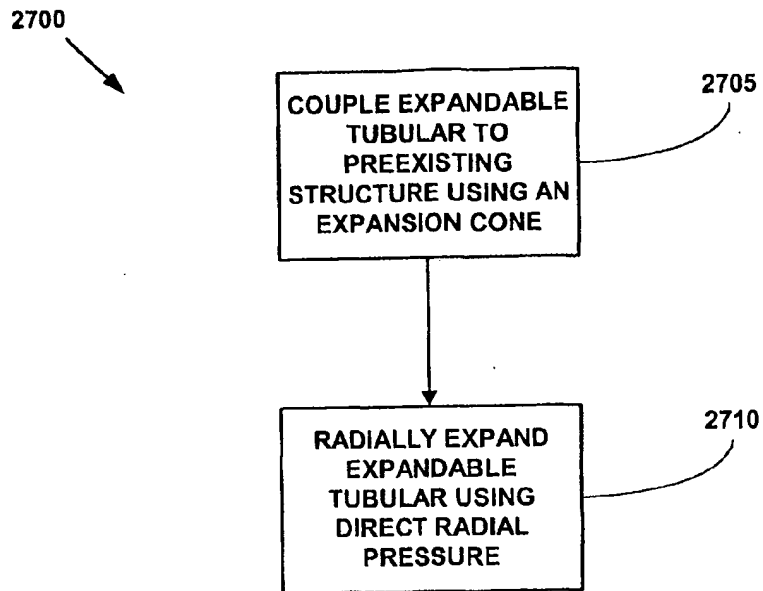 2700
COUPLE EXPANDABLE
TUBULAR TO
PREEXISTING
STRUCTURE USING AN
EXPANSION CONE
2705
RADIALLY EXPAND
EXPANDABLE
TUBULAR USING
DIRECT RADIAL
PRESSURE
2710